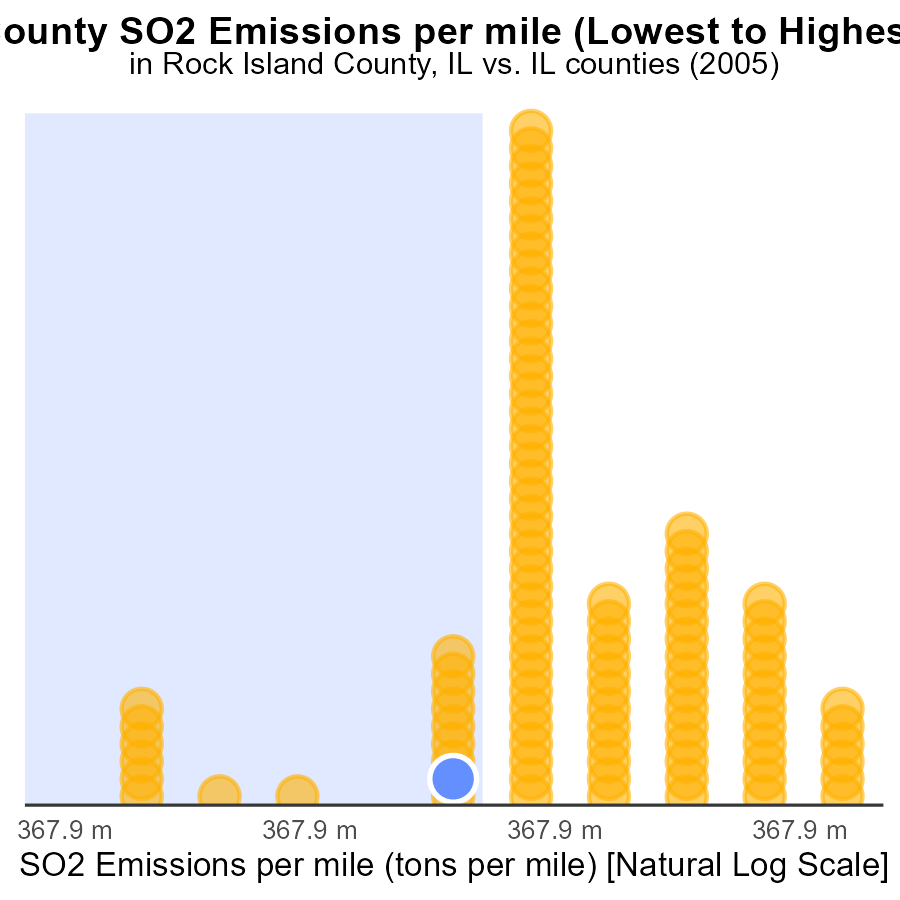 ounty SO2 Emissions per mile (Lowest to Highes
in Rock Island County, IL vs. IL counties (2005)
367.9 m 367.9 m 367.9 m 367.9 m
SO2 Emissions per mile (tons per mile) [Natural Log Scale]